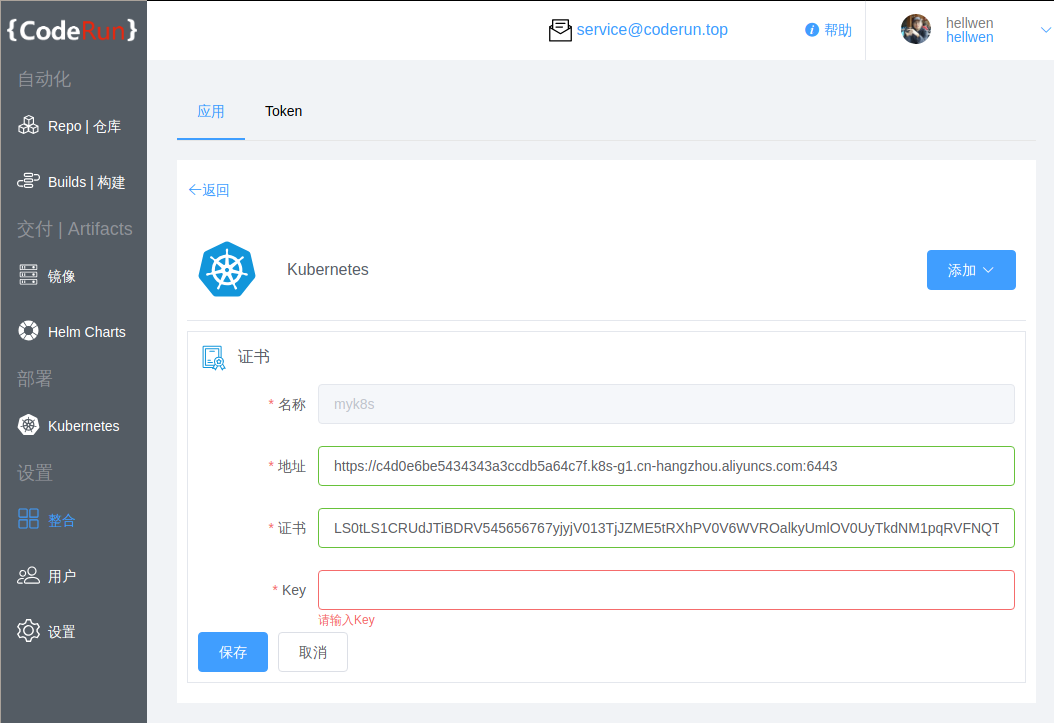 {CodeRun}
service@coderun.top
帮助
hellwen
hellwen
自动化
Repo | 仓库
Builds | 构建
交付 | Artifacts
镜像
Helm Charts
部署
Kubernetes
设置
整合
用户
设置
应用
Token
返回
Kubernetes
添加
证书
* 名称
myk8s
* 地址
https://c4d0e6be5434343a3ccdb5a64c7f.k8s-g1.cn-hangzhou.aliyuncs.com:6443
* 证书
LS0tLS1CRUdJTiBDRV545656767yjyjV013TjJZME5tRXhPV0V6WVROalkyUmlOV0UyTkdNM1pqRVFNQT
* Key
请输入Key
保存
取消